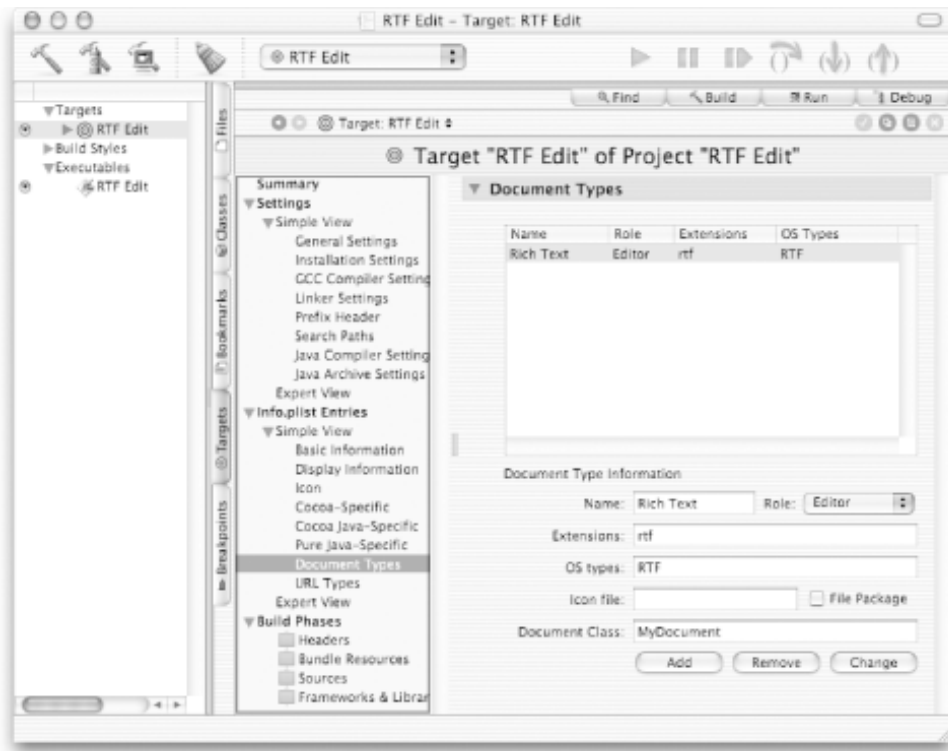 RTF Edit – Target: RTF Edit
RTF Edit
Find
Build
Run
Debug
Targets
RTF Edit
Build Styles
Executables
RTF Edit
Files
Classes
Bookmarks
Targets
Breakpoints
Target: RTF Edit
Target "RTF Edit" of Project "RTF Edit"
Summary
Settings
Simple View
General Settings
Installation Settings
GCC Compiler Setting
Linker Settings
Prefix Header
Search Paths
Java Compiler Setting
Java Archive Settings
Expert View
Info.plist Entries
Simple View
Basic Information
Display Information
Icon
Cocoa-Specific
Cocoa Java-Specific
Pure Java-Specific
Document Types
URL Types
Expert View
Build Phases
Headers
Bundle Resources
Sources
Frameworks & Librar
Document Types
Name Role Extensions OS Types
Rich Text Editor rtf RTF
Document Type Information
Name: Rich Text Role: Editor
Extensions: rtf
OS types: RTF
Icon file: File Package
Document Class: MyDocument
Add Remove Change